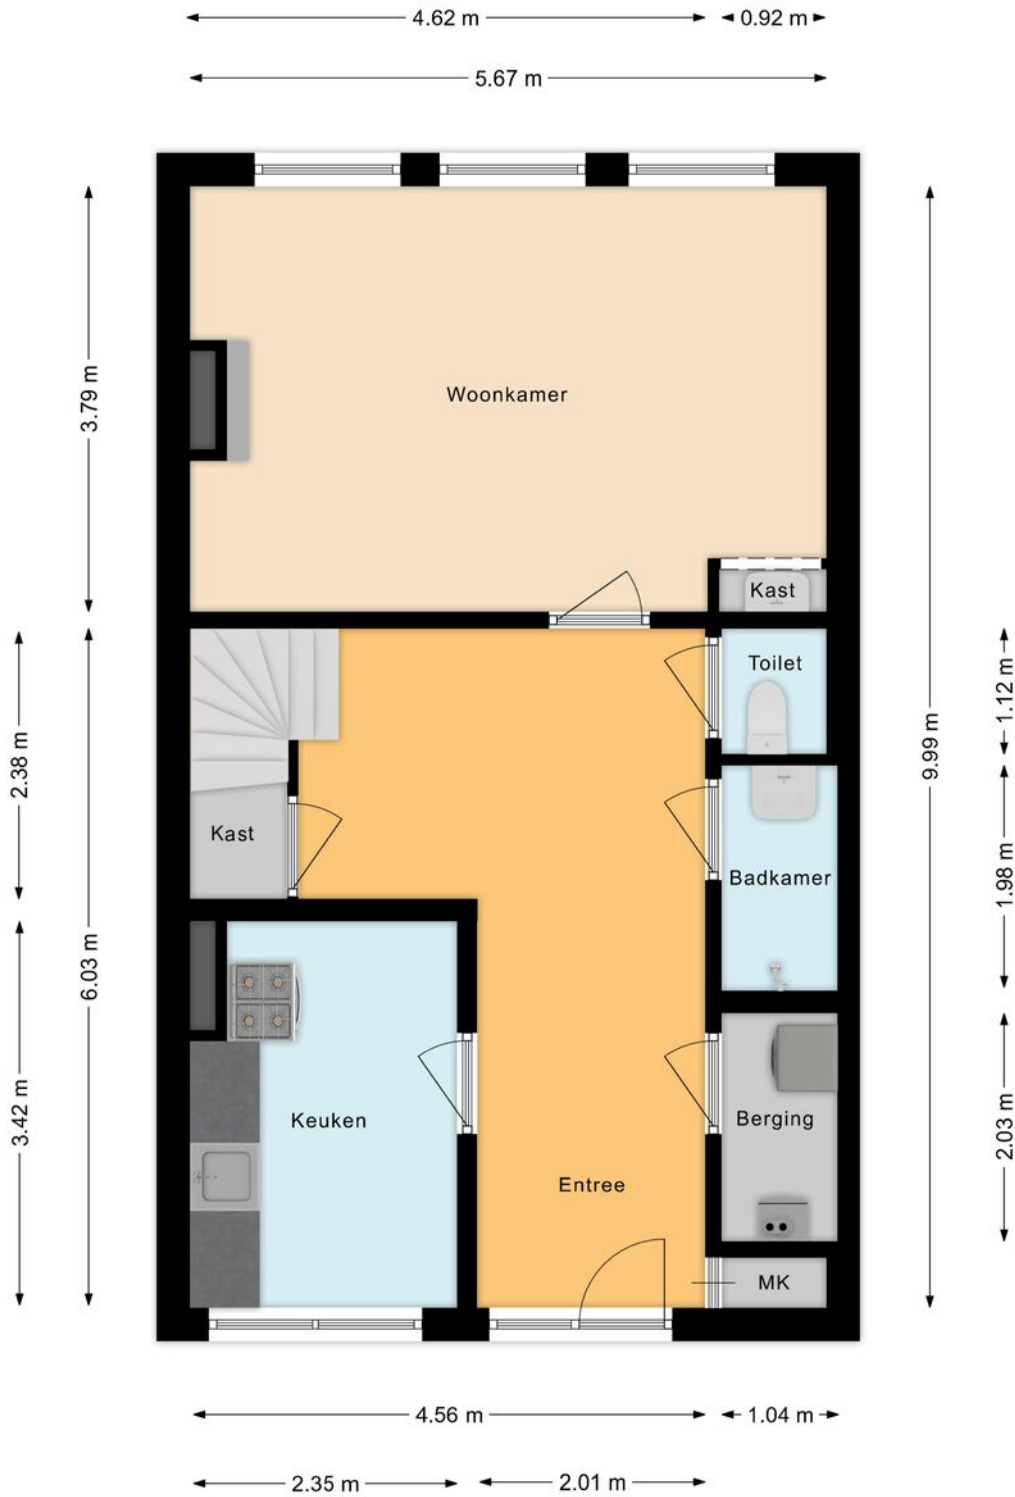 4.62 m
0.92 m
5.67 m
3.79 m
9.99 m
Woonkamer
Kast
Toilet
1.12 m
2.38 m
Kast
Badkamer
1.98 m
6.03 m
3.42 m
Keuken
Berging
2.03 m
Entree
MK
4.56 m
1.04 m
2.35 m
2.01 m